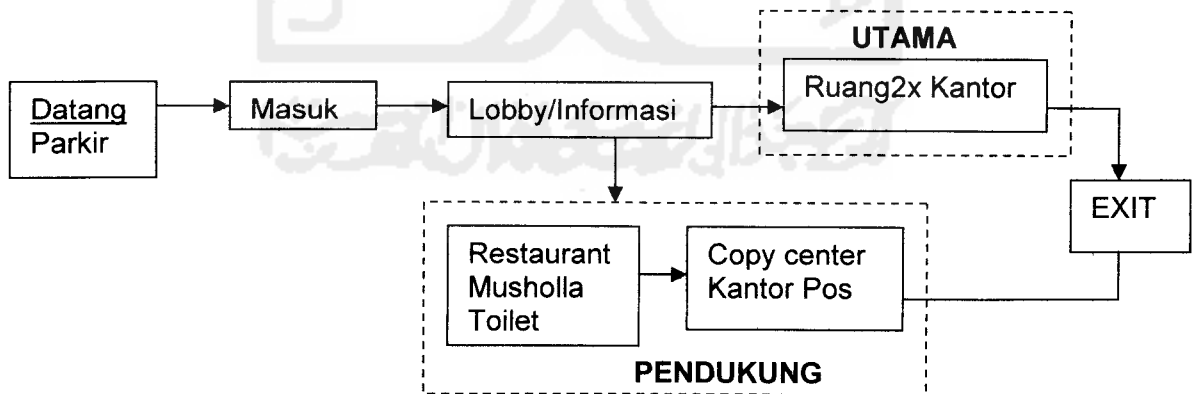 UTAMA
Datang
Parkir
Masuk
Lobby/Informasi
Ruang2x Kantor
EXIT
Restaurant
Musholla
Toilet
Copy center
Kantor Pos
PENDUKUNG